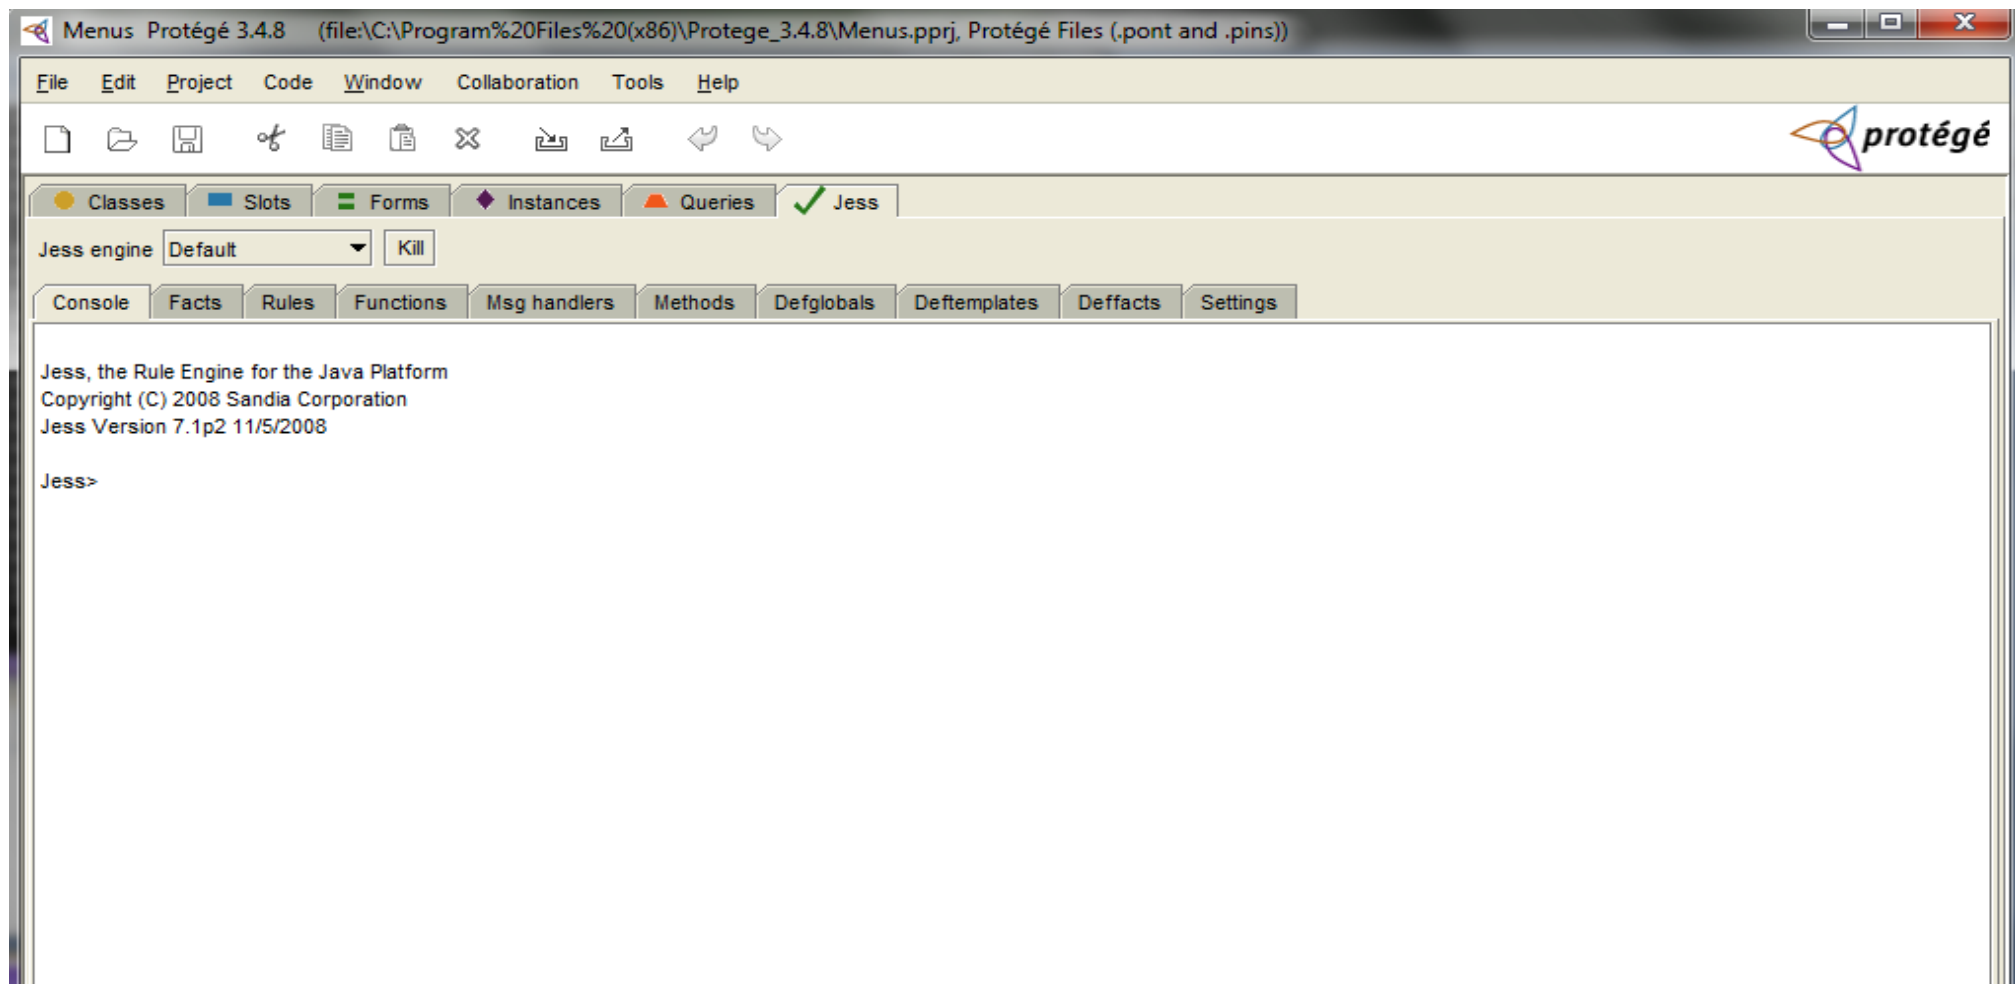 Menus Protégé 3.4.8 (file:\C:\Program%20Files%20(x86)\Protege_3.4.8\Menus.pprj, Protégé Files (.pont and .pins))
File Edit Project Code Window Collaboration Tools Help
protégé
Classes Slots Forms Instances Queries Jess
Jess engine Default Kill
Console Facts Rules Functions Msg handlers Methods Defglobals Deftemplates Deffacts Settings
Jess, the Rule Engine for the Java Platform
Copyright (C) 2008 Sandia Corporation
Jess Version 7.1p2 11/5/2008
Jess>